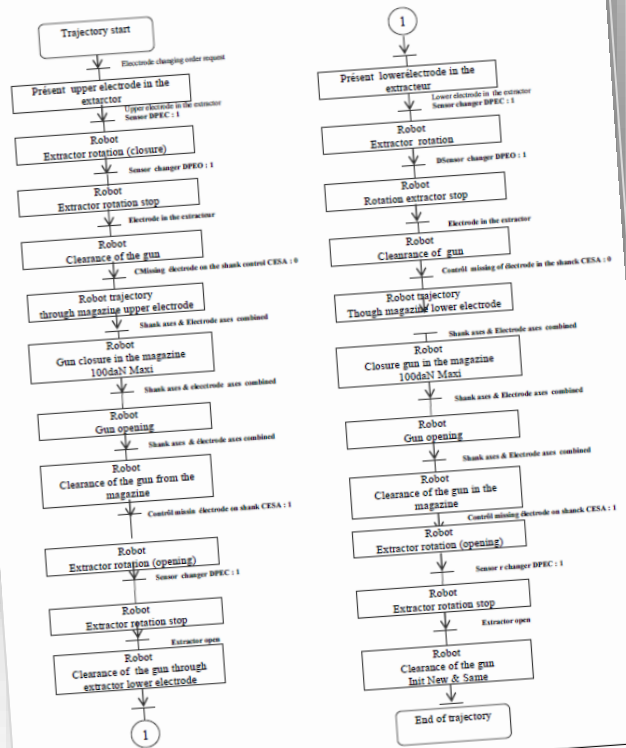 Trajectory start
Elecctrode changing order request
Présent upper electrode in the
extarctor
Upper electrode in the extractor
Sensor DPEC : 1
Robot
Extractor rotation (closure)
Sensor changer DPEO : 1
Robot
Extractor rotation stop
Electrode in the extracteur
Robot
Clearance of the gun
CMissing électrode on the shank control CESA : 0
Robot trajectory
through magazine upper electrode
Shank axes & Electrode axes combined
Robot
Gun closure in the magazine
100daN Maxi
Shank axes & elecctrode axes combined
Robot
Gun opening
Shank axes & électrode axes combined
Robot
Clearance of the gun from the
magazine
Contrôl missin électrode on shank CESA : 1
Robot
Extractor rotation (opening)
Sensor changer DPEC : 1
Robot
Extractor rotation stop
Extractor open
Robot
Clearance of the gun through
extractor lower electrode
1
1
Présent lowerélectrode in the
extracteur
Lower electrode in the extractor
Sensor changer DPEC : 1
Robot
Extractor rotation
DSensor changer DPEO : 1
Robot
Rotation extractor stop
Electrode in the extractor
Robot
Cleanrance of gun
Contrôl missing of électrode in the shanck CESA : 0
Robot trajectory
Though magazine lower electrode
Shank axes & Electrode axes combined
Robot
Closure gun in the magazine
100daN Maxi
Shank axes & Electrode axes combined
Robot
Gun opening
Shank axes & Electrode axes combined
Robot
Clearance of the gun in the
magazine
Contrôl missing électrode on shanck CESA : 1
Robot
Extractor rotation (opening)
Sensor r changer DPEC : 1
Robot
Extractor rotation stop
Extractor open
Robot
Clearance of the gun
Init New & Same
End of trajectory